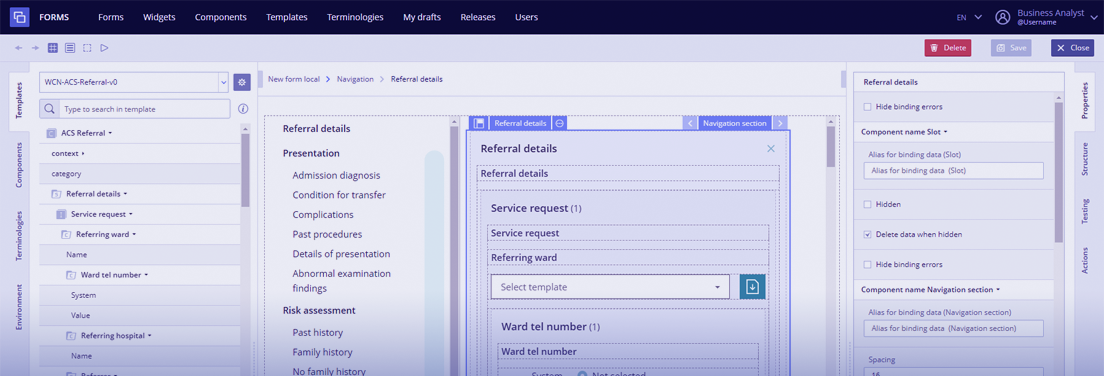 FORMS Forms Widgets Components Templates Terminologies My drafts Releases Users EN Business Analyst
@Username
Delete Save Close
Templates
Components
Terminologies
Environment
WCN-ACS-Referral-v0
Type to search in template
ACS Referral
context
category
Referral details
Service request
Referring ward
Name
Ward tel number
System
Value
Referring hospital
Name
New form local Navigation Referral details
Referral details
Presentation
Admission diagnosis
Condition for transfer
Complications
Past procedures
Details of presentation
Abnormal examination
findings
Risk assessment
Past history
Family history
No family history
Referral details Navigation section
Referral details
Referral details
Service request (1)
Service request
Referring ward
Select template
Ward tel number (1)
Ward tel number
System Not selected
Referral details
Hide binding errors
Component name Slot
Alias for binding data (Slot)
Alias for binding data (Slot)
Hidden
Delete data when hidden
Hide binding errors
Component name Navigation section
Alias for binding data (Navigation section)
Alias for binding data (Navigation section)
Spacing
16
Properties
Structure
Testing
Actions